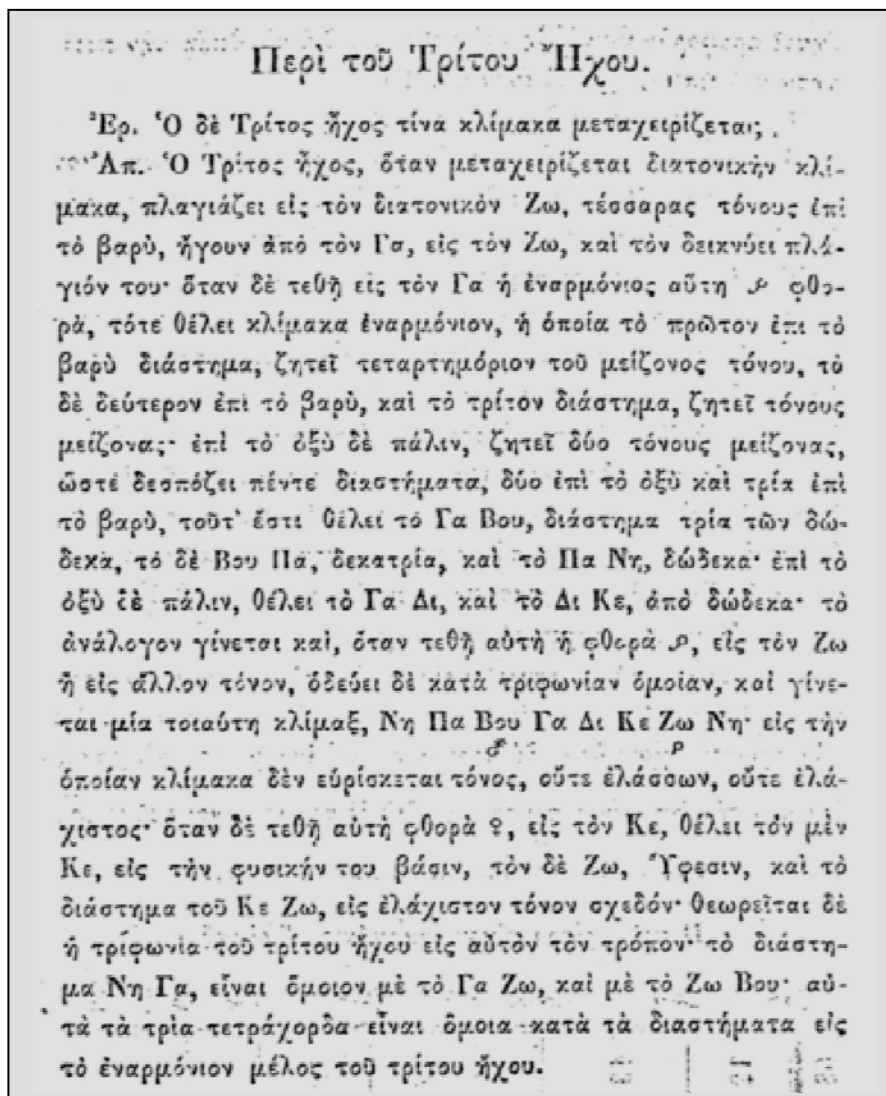 Περὶ τοῦ Τρίτου Ἤχου.
Ἐρ. Ὁ δὲ Τρίτος ἦχος τίνα κλίμακα μεταχειρίζεται;
Ἀπ. Ὁ Τρίτος ἦχος, ὅταν μεταχειρίζεται διατονικὴν κλί-
μακα, πλαγιάζει εἰς τὸν διατονικὸν Ζω, τέσσαρας τόνους ἐπὶ
τὸ βαρὺ, ἤγουν ἀπὸ τὸν Γα, εἰς τὸν Ζω, καὶ τὸν δεικνύει πλά-
γιόν του· ὅταν δὲ τεθῇ εἰς τὸν Γα ἡ ἐναρμόνιος αὕτη φθο-
ρὰ, τότε θέλει κλίμακα ἐναρμόνιον, ἡ ὁποία τὸ πρῶτον ἐπὶ τὸ
βαρὺ διάστημα, ζητεῖ τεταρτημόριον τοῦ μείζονος τόνου, τὸ
δὲ δεύτερον ἐπὶ τὸ βαρὺ, καὶ τὸ τρίτον διάστημα, ζητεῖ τόνους
μείζονας· ἐπὶ τὸ ὀξὺ δὲ πάλιν, ζητεῖ δύο τόνους μείζονας,
ὥστε δεσπόζει πέντε διαστήματα, δύο ἐπὶ τὸ ὀξὺ καὶ τρία ἐπὶ
τὸ βαρὺ, τοῦτ' ἔστι θέλει τὸ Γα Βου, διάστημα τρία τῶν δώ-
δεκα, τὸ δὲ Βου Πα, δεκατρία, καὶ τὸ Πα Νη, δώδεκα· ἐπὶ τὸ
ὀξὺ δὲ πάλιν, θέλει τὸ Γα Δι, καὶ τὸ Δι Κε, ἀπὸ δώδεκα· τὸ
ἀνάλογον γίνεται καὶ, ὅταν τεθῇ αὐτὴ ἡ φθορὰ , εἰς τὸν Ζω
ἢ εἰς ἄλλον τόνον, ὁδεύει δὲ κατὰ τριφωνίαν ὁμοίαν, καὶ γίνε-
ται μία τοιαύτη κλίμαξ, Νη Πα Βου Γα Δι Κε Ζω Νη· εἰς τὴν
ὁποίαν κλίμακα δὲν εὑρίσκεται τόνος, οὔτε ἐλάσσων, οὔτε ἐλά-
χιστος· ὅταν δὲ τεθῇ αὐτὴ φθορὰ ♀, εἰς τὸν Κε, θέλει τὸν μὲν
Κε, εἰς τὴν φυσικήν του βάσιν, τὸν δὲ Ζω, Ὕφεσιν, καὶ τὸ
διάστημα τοῦ Κε Ζω, εἰς ἐλάχιστον τόνον σχεδόν· θεωρεῖται δὲ
ἡ τριφωνία τοῦ τρίτου ἤχου εἰς αὐτὸν τὸν τρόπον· τὸ διάστη-
μα Νη Γα, εἶναι ὅμοιον μὲ τὸ Γα Ζω, καὶ μὲ τὸ Ζω Βου· αὐ-
τὰ τὰ τρία τετράχορδα εἶναι ὅμοια κατὰ τὰ διαστήματα εἰς
τὸ ἐναρμόνιον μέλος τοῦ τρίτου ἤχου.